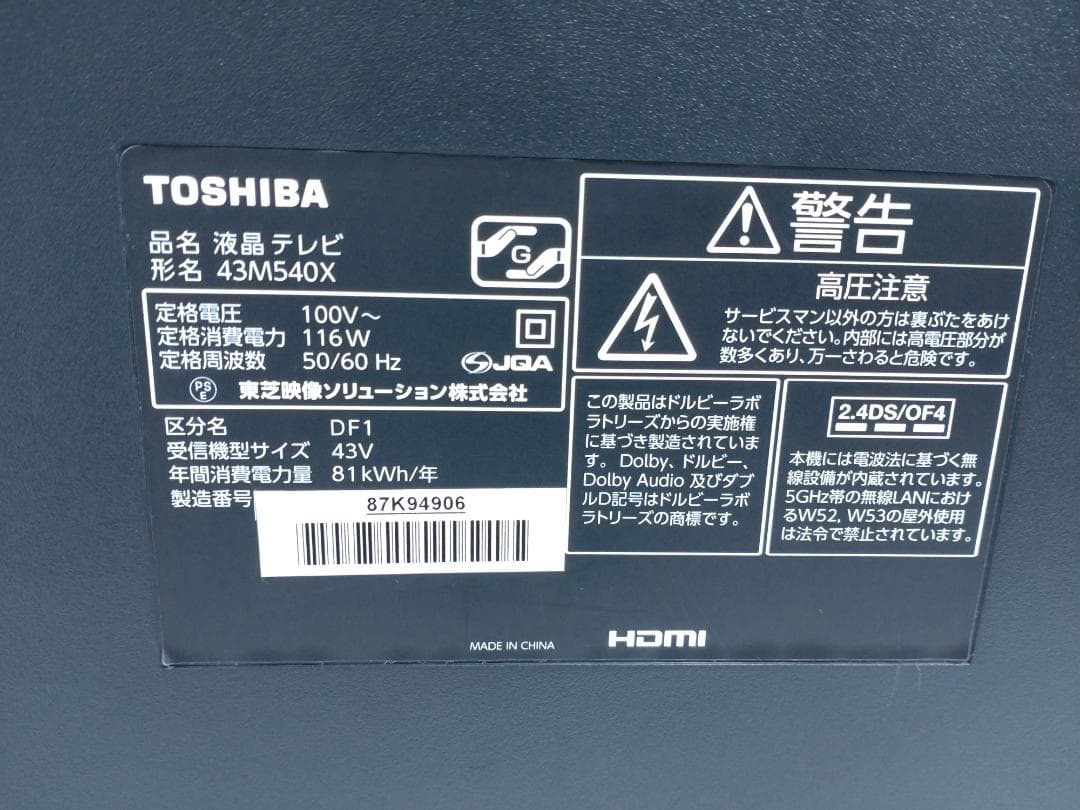 TOSHIBA
品名 液晶テレビ
形名 43M540X
G
定格電圧 100V～
定格消費電力 116W
定格周波数 50/60 Hz
JQA
PSE 東芝映像ソリューション株式会社
区分名 DF1
受信機型サイズ 43V
年間消費電力量 81kWh/年
製造番号
87K94906
警告
高圧注意
サービスマン以外の方は裏ぶたをあけ
ないでください。内部には高電圧部分が
数多くあり、万一さわると危険です。
この製品はドルビーラボ
ラトリーズからの実施権
に基づき製造されていま
す。Dolby、ドルビー、
Dolby Audio 及びダブ
ルD記号はドルビーラボ
ラトリーズの商標です。
2.4DS/OF4
本機には電波法に基づく無
線設備が内蔵されています。
5GHz帯の無線LANにおけ
るW52, W53の屋外使用
は法令で禁止されています。
MADE IN CHINA
HDMI